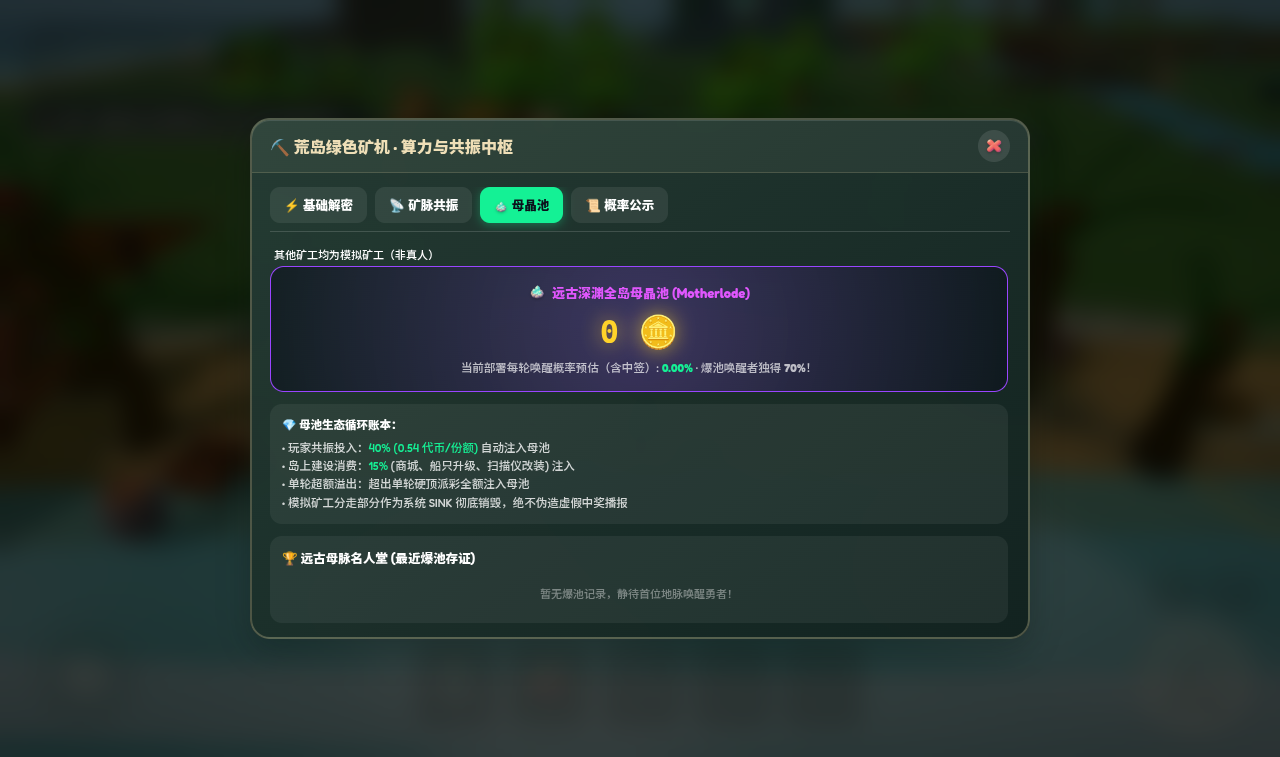 荒岛绿色矿机 · 算力与共振中枢
基础解密
矿脉共振
母晶池
概率公示
其他矿工均为模拟矿工（非真人）
远古深渊全岛母晶池 (Motherlode)
0
当前部署每轮唤醒概率预估（含中签）: 0.00% · 爆池唤醒者独得 70%!
母池生态循环账本:
• 玩家共振投入: 40% (0.54 代币/份额) 自动注入母池
• 岛上建设消费: 15% (商城、船只升级、扫描仪改装) 注入
• 单轮超额溢出: 超出单轮硬顶派彩全额注入母池
• 模拟矿工分走部分作为系统 SINK 彻底销毁，绝不伪造虚假中奖播报
远古母脉名人堂 (最近爆池存证)
暂无爆池记录，静待首位地脉唤醒勇者!